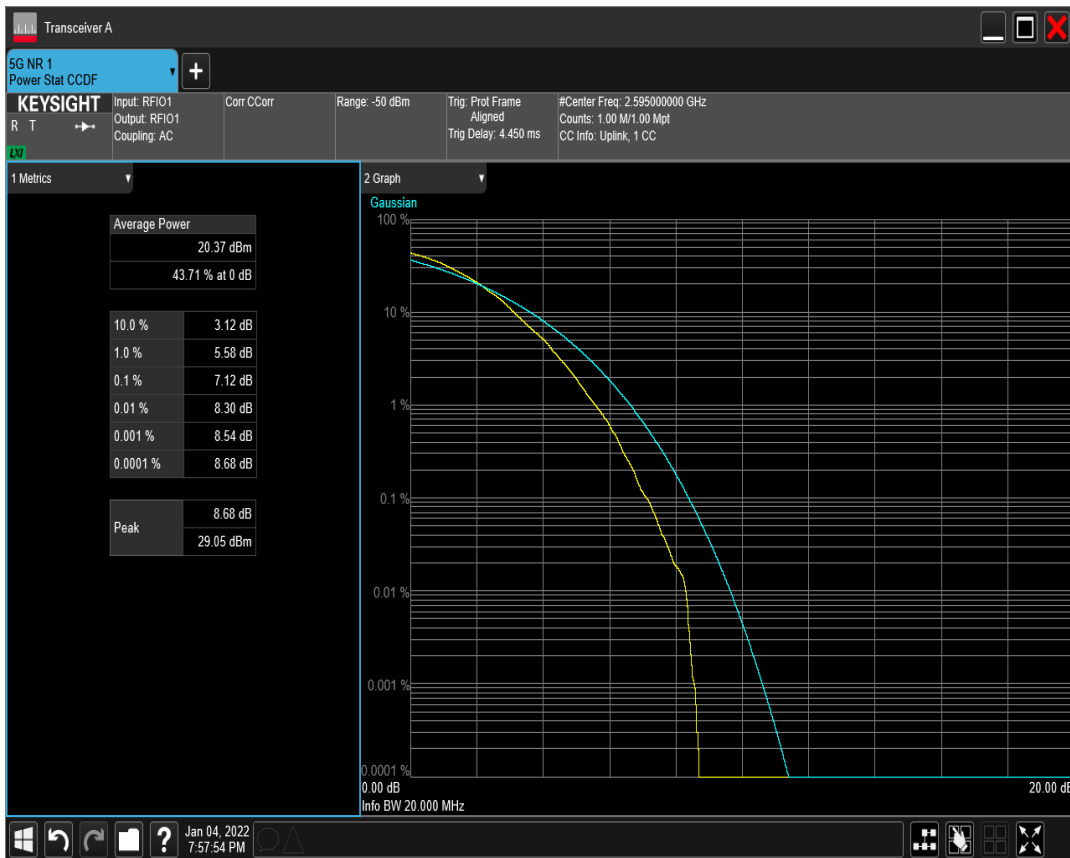 Transceiver A
5G NR 1
Power Stat CCDF
+
KEYSIGHT
R T
LXI
Input: RFIO1
Output: RFIO1
Coupling: AC
Corr CCorr
Range: -50 dBm
Trig: Prot Frame
Aligned
Trig Delay: 4.450 ms
#Center Freq: 2.595000000 GHz
Counts: 1.00 M/1.00 Mpt
CC Info: Uplink, 1 CC
1 Metrics
Average Power
20.37 dBm
43.71 % at 0 dB
10.0 % 3.12 dB
1.0 % 5.58 dB
0.1 % 7.12 dB
0.01 % 8.30 dB
0.001 % 8.54 dB
0.0001 % 8.68 dB
Peak
8.68 dB
29.05 dBm
2 Graph
Gaussian
100 %
10 %
1 %
0.1 %
0.01 %
0.001 %
0.0001 %
0.00 dB
20.00 dB
Info BW 20.000 MHz
?
Jan 04, 2022
7:57:54 PM